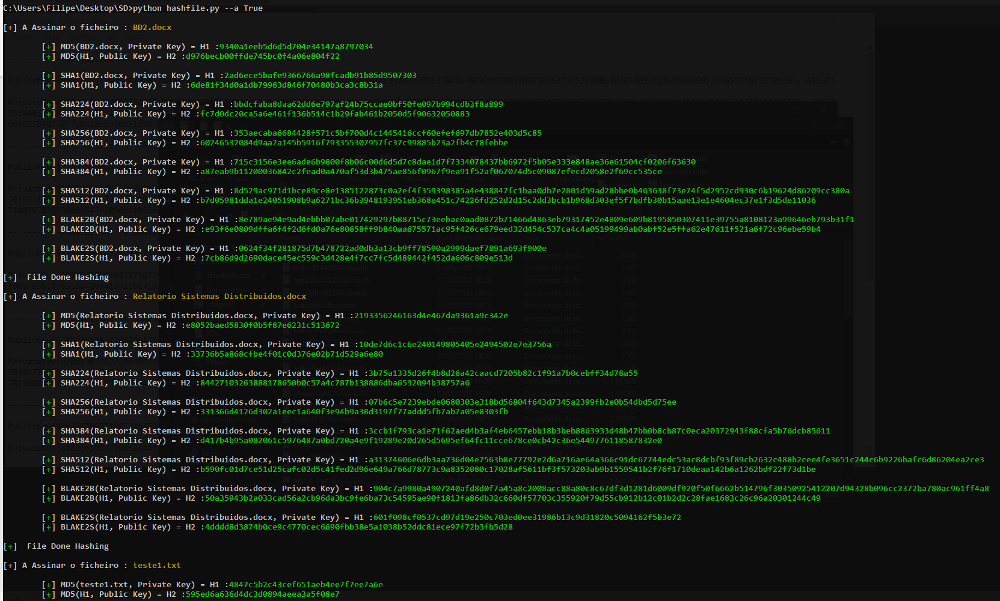 C:\Users\Filipe\Desktop\SD>python hashfile.py --a True
[+] A Assinar o ficheiro : BD2.docx
[+] MD5(BD2.docx, Private Key) = H1 :9340a1eeb5d6d5d704e34147a8797034
[+] MD5(H1, Public Key) = H2 :d976becb00ffde745bc0f4a06e804f22
[+] SHA1(BD2.docx, Private Key) = H1 :2ad6ece5bafe9366766a98fcadb91b85d9507303
[+] SHA1(H1, Public Key) = H2 :6de81f34d0a1db79963d846f70480b3ca3c8b31a
[+] SHA224(BD2.docx, Private Key) = H1 :bbdcfaba8daa62dd6e797af24b75ccae0bf50fe097b994cdb3f8a899
[+] SHA224(H1, Public Key) = H2 :fc7d0dc20ca5a6e461f136b514c1b29fab461b2050d5f90632050883
[+] SHA256(BD2.docx, Private Key) = H1 :353aecaba6684428f571c5bf700d4c1445416ccf60efef697db7852e403d5c85
[+] SHA256(H1, Public Key) = H2 :60246532084d9aa2a145b5916f793355307957fc37c99885b23a2fb4c78febbe
[+] SHA384(BD2.docx, Private Key) = H1 :715c3156e3ee6ade6b9800f8b06c00d6d5d7c8dae1d7f7334078437bb6972f5b05e333e848ae36e61504cf0206f63630
[+] SHA384(H1, Public Key) = H2 :a87eab9b11200036842c2fead0a470af53d3b475ae856f0967f9ea91f52af067074d5c09087efecd2058e2f69cc535ce
[+] SHA512(BD2.docx, Private Key) = H1 :8d529ac971d1bce89ce8e1385122873c0a2ef4f359398385a4e438847fc1baa0db7e2801d59ad28bbe0b463638f73e74f5d2952cd930c6b19624d86209cc380a
[+] SHA512(H1, Public Key) = H2 :b7d05981dda1e24051908b9a6271bc36b3948193951eb368e451c74226fd252d2d15c2dd3bcb1b968d303ef5f7bdfb30b15aae13e1e4604ec37e1f3d5de11036
[+] BLAKE2B(BD2.docx, Private Key) = H1 :8e789ae94e9ad4ebbb07abe017429297b88715c73eebac0aad0872b71466d4863eb79317452e4809e609b8195850307411e39755a8108123a99646eb793b31f1
[+] BLAKE2B(H1, Public Key) = H2 :e93f6e0809dffa6f4f2d6fd0a76e80658ff9b840aa675571ac95f426ce679eed32d454c537ca4c4a05199499ab0abf52e5ffa62e47611f521a6f72c96ebe59b4
[+] BLAKE2S(BD2.docx, Private Key) = H1 :0624f34f281875d7b478722ad0db3a13cb9ff78590a2999daef7891a693f900e
[+] BLAKE2S(H1, Public Key) = H2 :7cb86d9d2690dace45ec559c3d428e4f7cc7fc5d489442f452da606c809e513d
[+]  File Done Hashing
[+] A Assinar o ficheiro : Relatorio Sistemas Distribuidos.docx
[+] MD5(Relatorio Sistemas Distribuidos.docx, Private Key) = H1 :2193356246163d4e467da9361a9c342e
[+] MD5(H1, Public Key) = H2 :e8052baed5830f0b5f87e6231c513672
[+] SHA1(Relatorio Sistemas Distribuidos.docx, Private Key) = H1 :10de7d6c1c6e240149805405e2494502e7e3756a
[+] SHA1(H1, Public Key) = H2 :33736b5a868cfbe4f01c0d376e02b71d529a6e80
[+] SHA224(Relatorio Sistemas Distribuidos.docx, Private Key) = H1 :3b75a1335d26f4b8d26a42caacd7205b82c1f91a7b0cebff34d78a55
[+] SHA224(H1, Public Key) = H2 :84427103263888178650b0c57a4c787b138886dba6532094b38757a6
[+] SHA256(Relatorio Sistemas Distribuidos.docx, Private Key) = H1 :07b6c5e7239ebde0680303e318bd56804f643d7345a2399fb2e0b54dbd5d75ee
[+] SHA256(H1, Public Key) = H2 :331366d4126d302a1eec1a640f3e94b9a38d3197f77addd5fb7ab7a05e8303fb
[+] SHA384(Relatorio Sistemas Distribuidos.docx, Private Key) = H1 :3ccb1f793ca1e71f62aed4b3af4eb6457ebb18b3beb8863933d48b47bb0b8cb87c0eca20372943f88cfa5b76dcb85611
[+] SHA384(H1, Public Key) = H2 :d417b4b95a082061c5976487a0bd720a4e9f19289e20d265d5695ef64fc11cce678ce0cb42c36e5449776118587832e0
[+] SHA512(Relatorio Sistemas Distribuidos.docx, Private Key) = H1 :a31374606e6db3aa736d04e7563b8e77792e2d6a716ae64a366c91dc67744edc53ac8dcbf93f89cb2632c488b2cee4fe3651c244c6b9226bafc6d86204ea2ce3
[+] SHA512(H1, Public Key) = H2 :b590fc01d7ce51d25cafc02d5c41fed2d96e649a766d78773c9a8352080c17028af5611bf3f573203ab9b1559541b2f76f1710deaa142b6a1262bdf22f73d1be
[+] BLAKE2B(Relatorio Sistemas Distribuidos.docx, Private Key) = H1 :904c7a9980a4907240afd8d0f7a45a8c2008acc88a80c8c67df3d1281d6009df920f50f6662b514796f30350925412207d94328b096cc2372ba780ac961ff4a8
[+] BLAKE2B(H1, Public Key) = H2 :50a35943b2a033cad56a2cb96da3bc9fe6ba73c54595ae90f1813fa86db32c660df57703c355920f79d55cb912b12c01b2d2c28fae1683c26c96a20301244c49
[+] BLAKE2S(Relatorio Sistemas Distribuidos.docx, Private Key) = H1 :601f098cf0537cd97d19e250c703ed0ee31986b13c9d31820c5094162f5b3e72
[+] BLAKE2S(H1, Public Key) = H2 :4dddd8d3874b0ce9c4770cec6690fbb38e5a1038b52ddc81ece97f72b3fb5d28
[+]  File Done Hashing
[+] A Assinar o ficheiro : teste1.txt
[+] MD5(teste1.txt, Private Key) = H1 :4847c5b2c43cef651aeb4ee7f7ee7a6e
[+] MD5(H1, Public Key) = H2 :595ed6a636d4dc3d0894aeea3a5f08e7